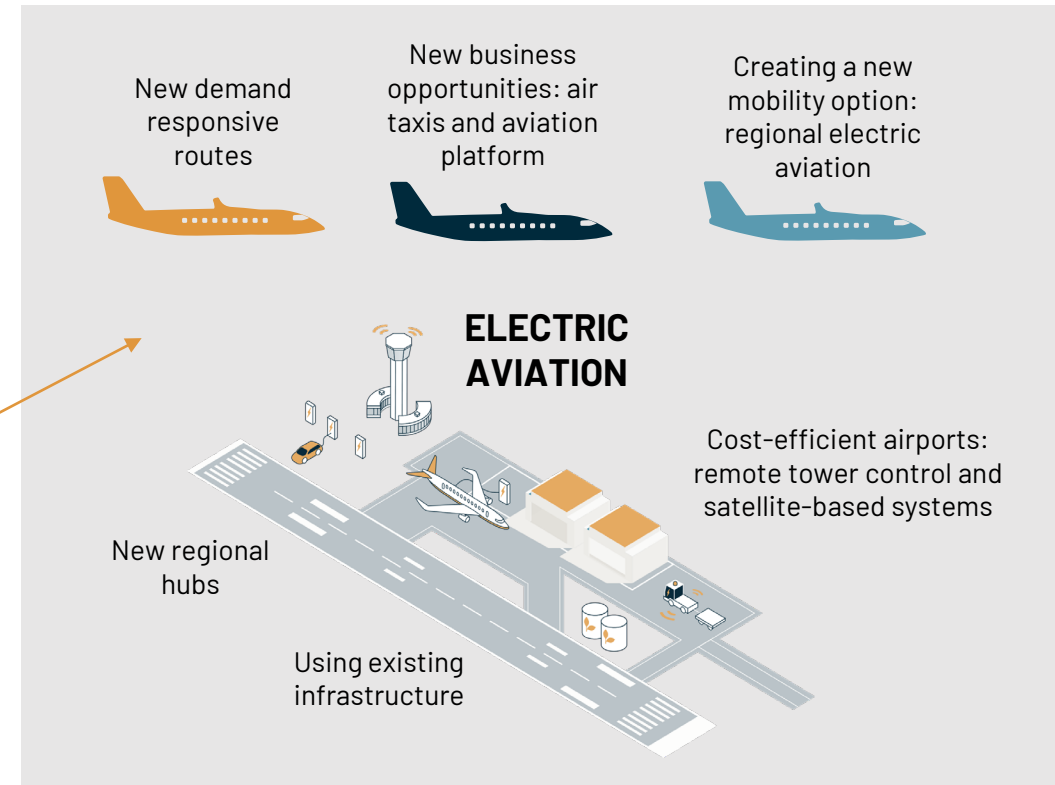 New demand
responsive
routes
New business
opportunities: air
taxis and aviation
platform
Creating a new
mobility option:
regional electric
aviation
ELECTRIC
AVIATION
Cost-efficient airports:
remote tower control and
satellite-based systems
New regional
hubs
Using existing
infrastructure